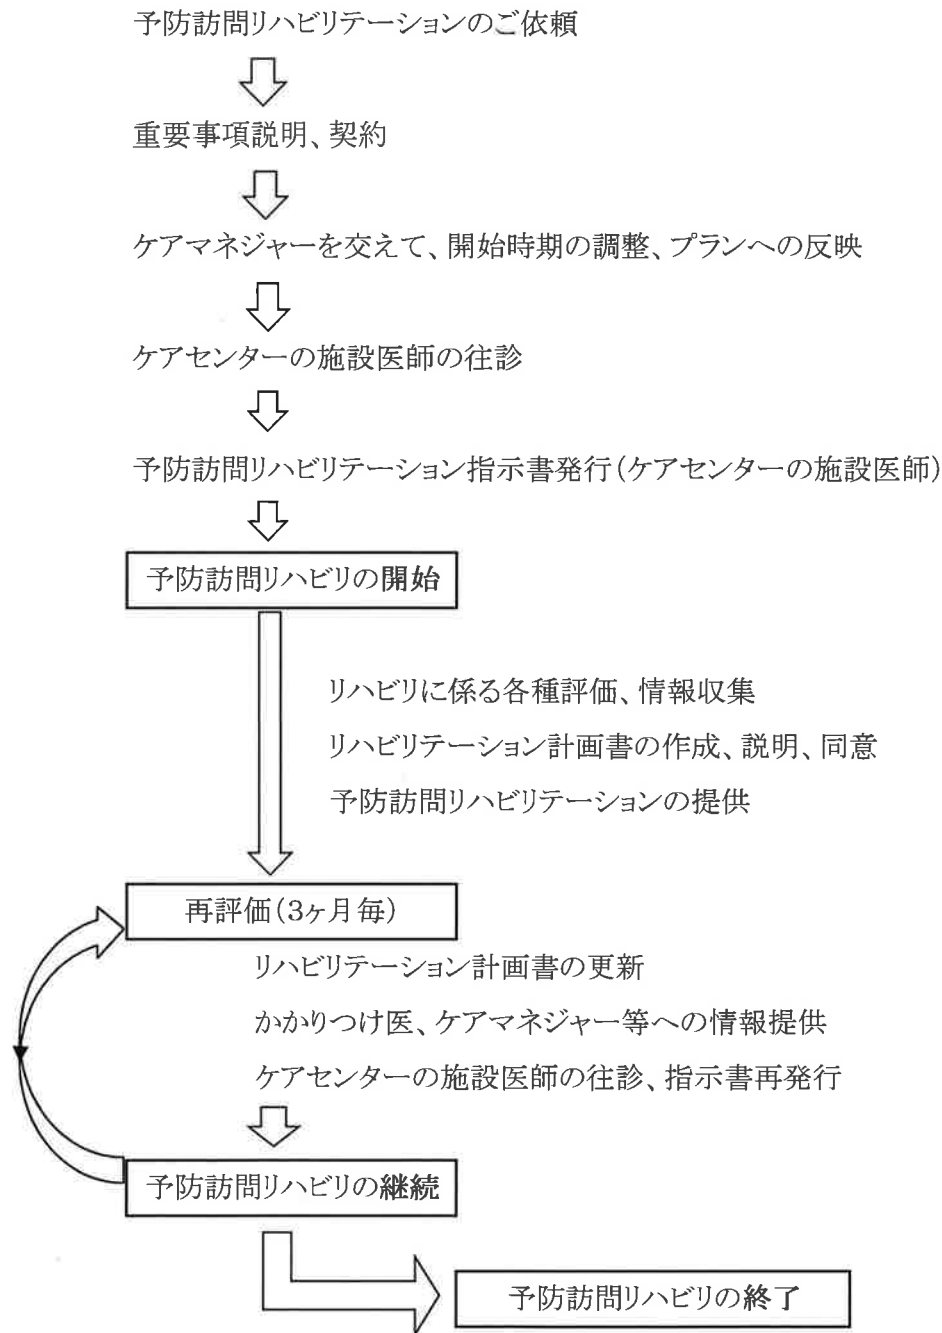 予防訪問リハビリテーションのご依頼
重要事項説明、契約
ケアマネジャーを交えて、開始時期の調整、プランへの反映
ケアセンターの施設医師の往診
予防訪問リハビリテーション指示書発行(ケアセンターの施設医師)
予防訪問リハビリの開始
リハビリに係る各種評価、情報収集
リハビリテーション計画書の作成、説明、同意
予防訪問リハビリテーションの提供
再評価(3ヶ月毎)
リハビリテーション計画書の更新
かかりつけ医、ケアマネジャー等への情報提供
ケアセンターの施設医師の往診、指示書再発行
予防訪問リハビリの継続
予防訪問リハビリの終了